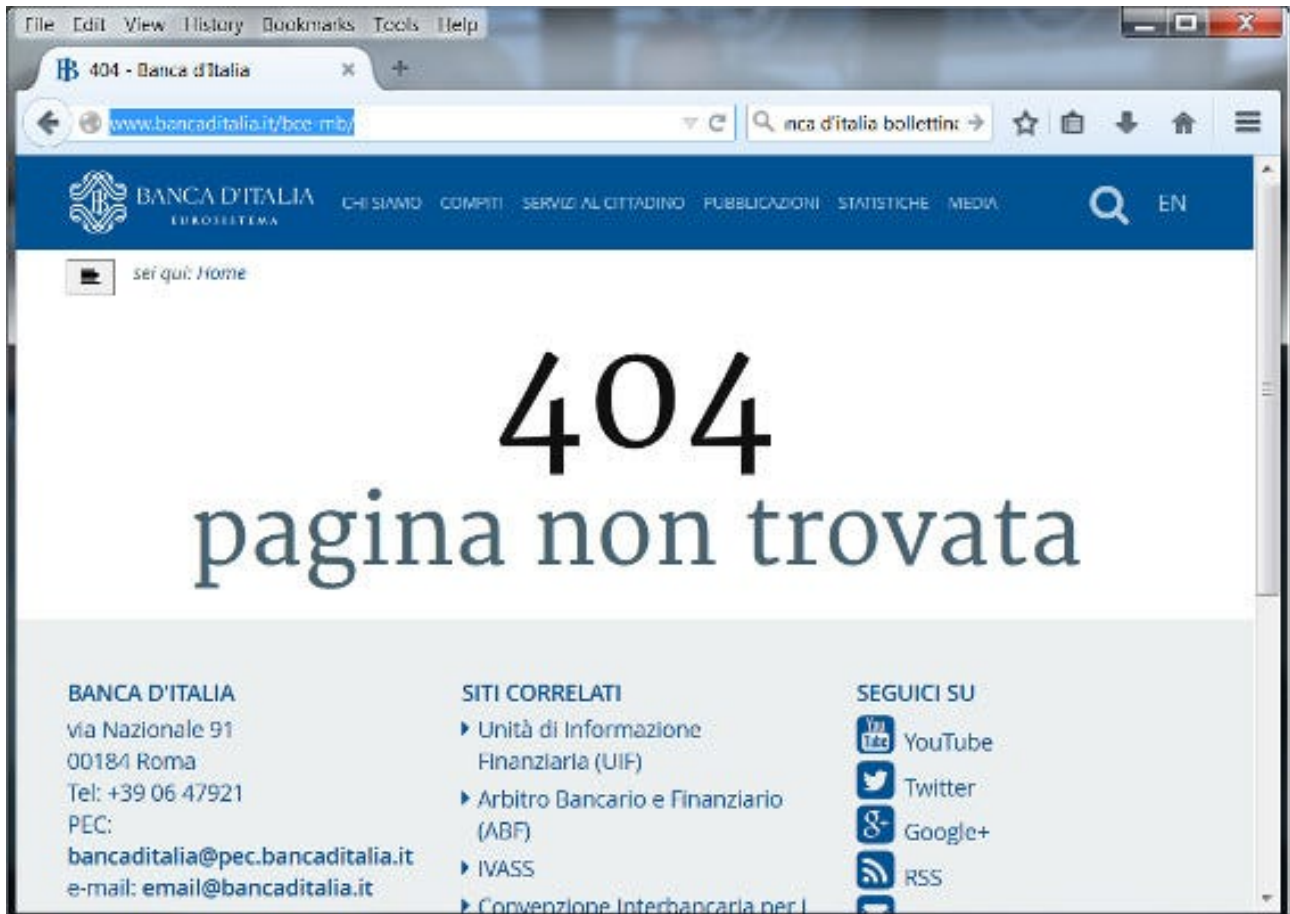 File Edit View History Bookmarks Tools Help
404 - Banca d'Italia
www.bancaditalia.it/bce-mb/
nca d'italia bollettin
BANCA D'ITALIA
EUROSISTEMA
CHI SIAMO COMPITI SERVIZI AL CITTADINO PUBBLICAZIONI STATISTICHE MEDIA
EN
sei qui: Home
404
pagina non trovata
BANCA D'ITALIA
via Nazionale 91
00184 Roma
Tel: +39 06 47921
PEC:
bancaditalia@pec.bancaditalia.it
e-mail: email@bancaditalia.it
SITI CORRELATI
Unità di Informazione
Finanziaria (UIF)
Arbitro Bancario e Finanziario
(ABF)
IVASS
Convenzione Interbancaria per i
SEGUICI SU
YouTube
Twitter
Google+
RSS